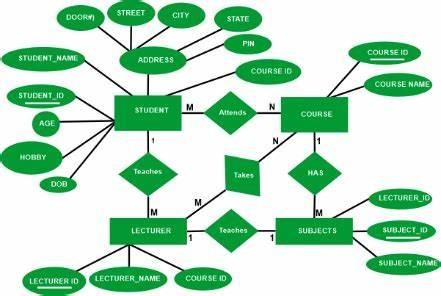 STREET
CITY
STATE
DOOR#)
PIN
STUDENT_NAME
ADDRESS
COURSE ID
COURSE ID
COURSE NAME
STUDENT_ID
AGE
HOBBY
DOB
STUDENT
M
Attends
N
COURSE
1
N
1
Teaches
Takes
HAS
M
M
M
LECTURER
1
Teaches
1
SUBJECTS
LECTURER_ID
SUBJECT_ID
SUBJECT_NAME
LECTURER ID
LECTURER_NAME
COURSE ID